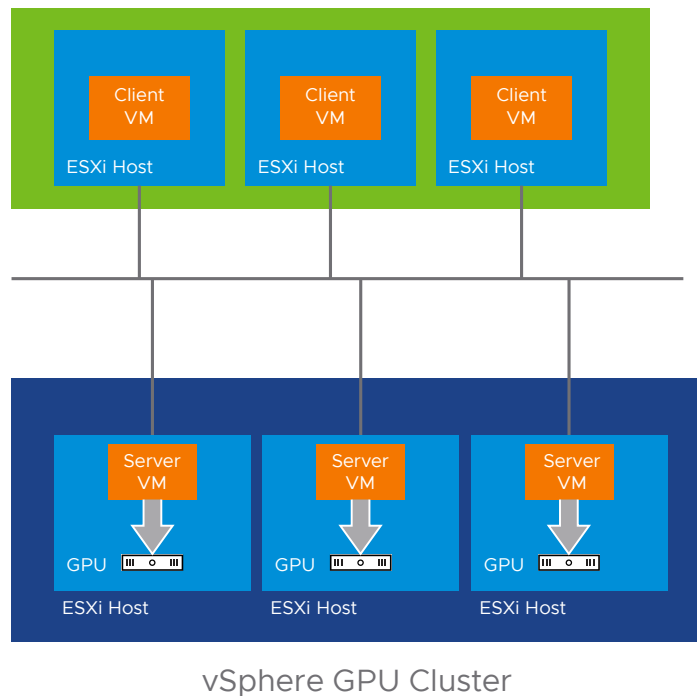 Client
VM
Client
VM
Client
VM
ESXi Host
ESXi Host
ESXi Host
Server
VM
Server
VM
Server
VM
GPU
GPU
GPU
ESXi Host
ESXi Host
ESXi Host
vSphere GPU Cluster